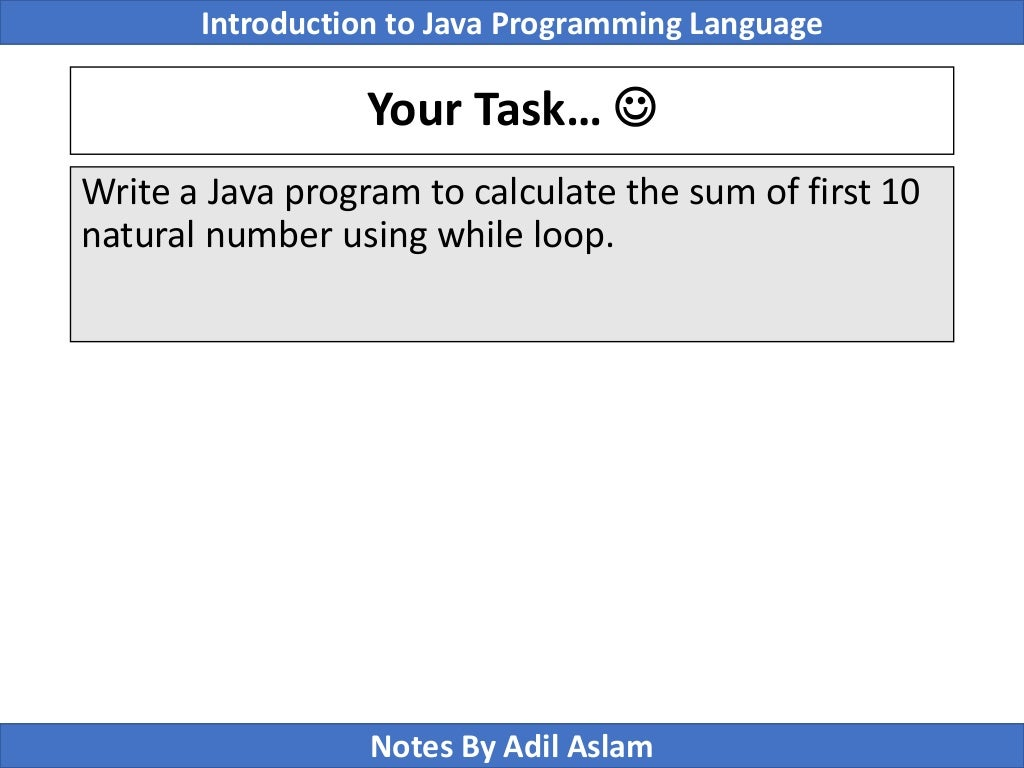 Introduction to Java Programming Language
Your Task… ☺
Write a Java program to calculate the sum of first 10
natural number using while loop.
Notes By Adil Aslam